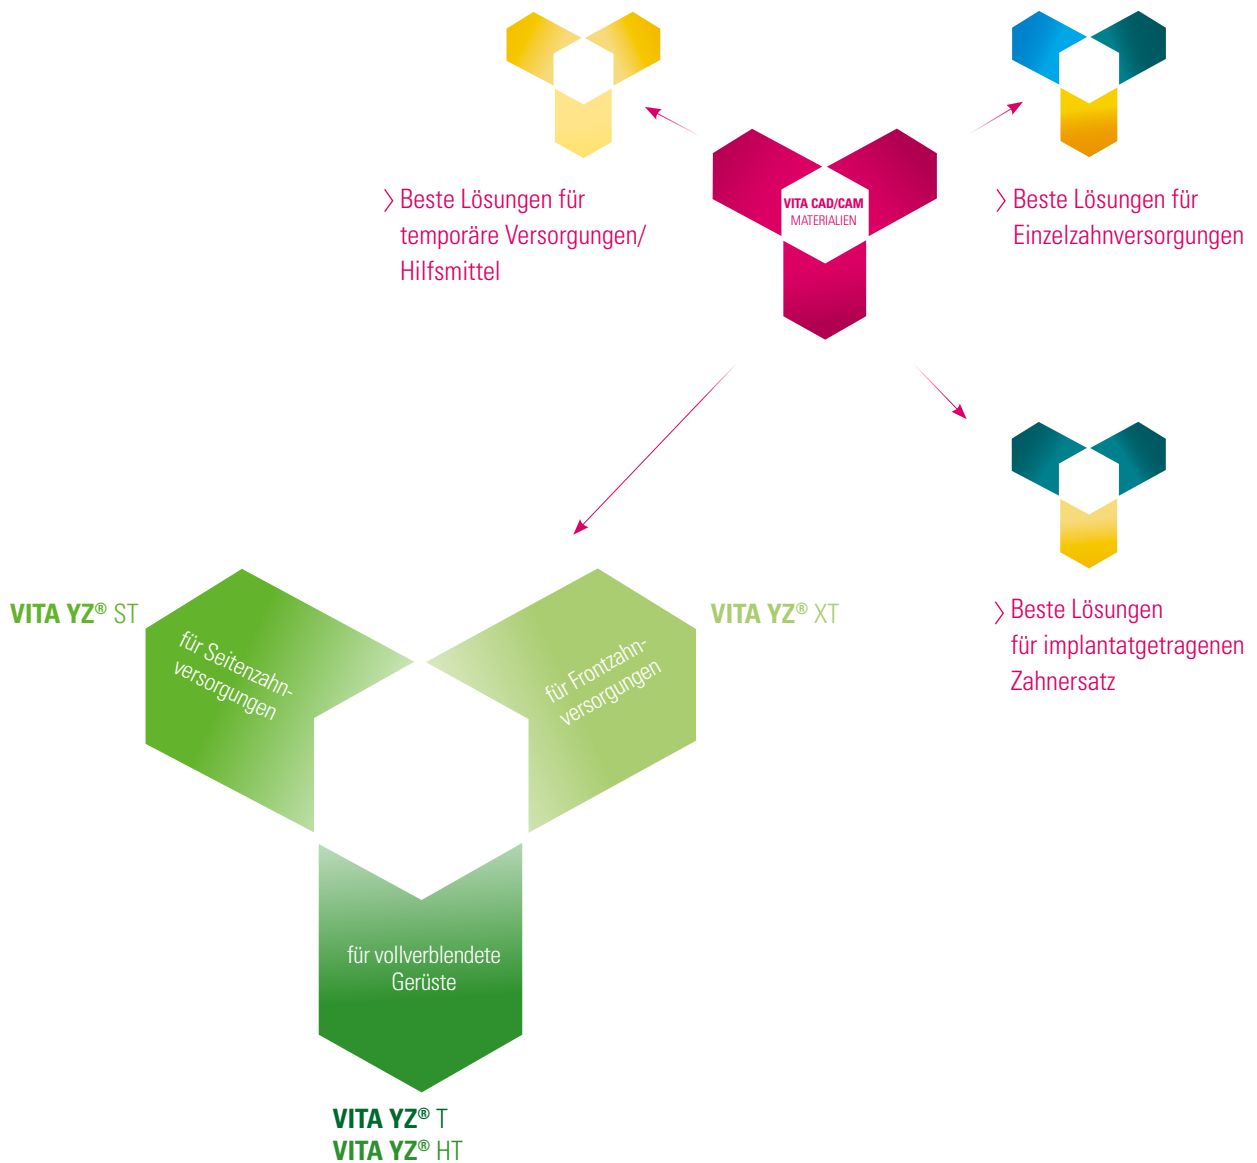 VITA CAD/CAM
MATERIALIEN
〉Beste Lösungen für
temporäre Versorgungen/
Hilfsmittel
〉Beste Lösungen für
Einzelzahnversorgungen
〉Beste Lösungen
für implantatgetragenen
Zahnersatz
VITA YZ® ST
für Seitenzahn-
versorgungen
VITA YZ® XT
für Frontzahn-
versorgungen
für vollverblendete
Gerüste
VITA YZ® T
VITA YZ® HT